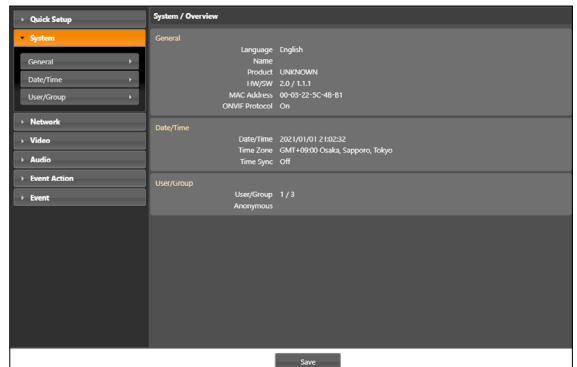 Quick Setup
System
General
Date/Time
User/Group
Network
Video
Audio
Event Action
Event
System / Overview
General
Language English
Name
Product UNKNOWN
HW/SW 2.0 / 1.1.1
MAC Address 00-03-22-5C-4B-B1
ONVIF Protocol On
Date/Time
Date/Time 2021/01/01 21:02:32
Time Zone GMT+09:00 Osaka, Sapporo, Tokyo
Time Sync Off
User/Group
User/Group 1 / 3
Anonymous
Save